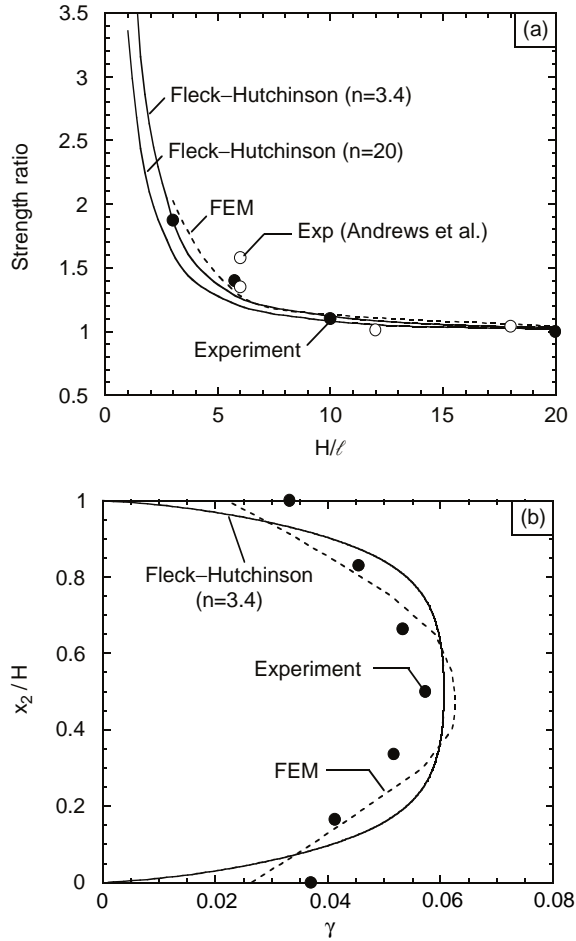 3.5
(a)
3
Fleck–Hutchinson (n=3.4)
2.5
Fleck–Hutchinson (n=20)
Strength ratio
2
FEM
Exp (Andrews et al.)
1.5
1
Experiment
0.5
0 5 10 15 20
H/ℓ
1
(b)
0.8
Fleck–Hutchinson
(n=3.4)
0.6
x₂/H
Experiment
0.4
FEM
0.2
0
0 0.02 0.04 0.06 0.08
γ